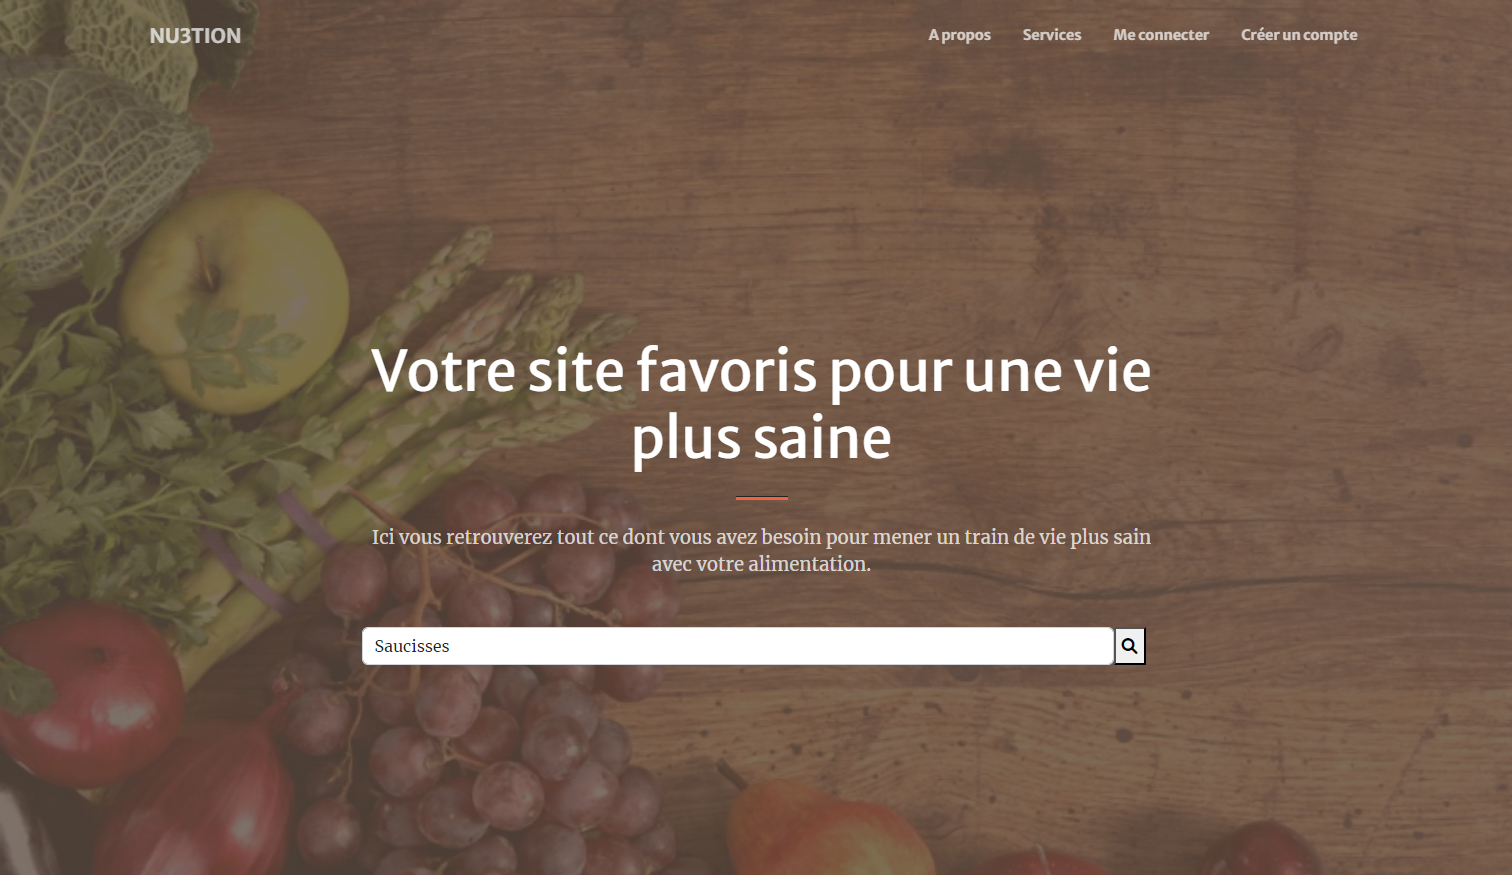 NU3TION
A propos Services Me connecter Créer un compte
Votre site favoris pour une vie
plus saine
Ici vous retrouverez tout ce dont vous avez besoin pour mener un train de vie plus sain
avec votre alimentation.
Saucisses